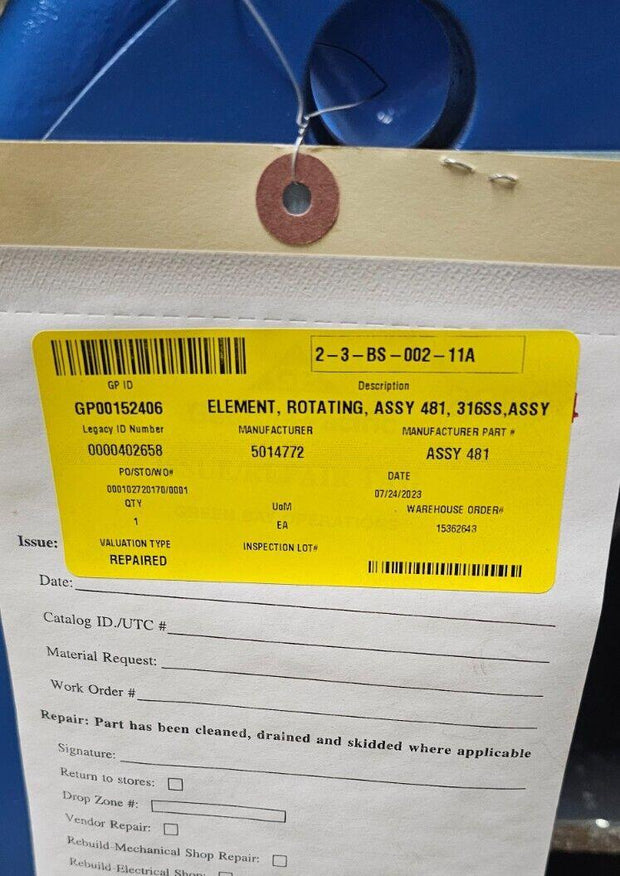 2-3-BS-002-11A
GP ID
Description
GP00152406
ELEMENT, ROTATING, ASSY 481, 316SS,ASSY
Legacy ID Number
MANUFACTURER
MANUFACTURER PART #
0000402658
5014772
ASSY 481
PO/STO/WO#
DATE
000102720170/0001
07/24/2023
QTY
UoM
WAREHOUSE ORDER#
1
EA
15362643
VALUATION TYPE
INSPECTION LOT#
REPAIRED
Issue:
Date:
Catalog ID./UTC #
Material Request:
Work Order #
Repair: Part has been cleaned, drained and skidded where applicable
Signature:
Return to stores:
Drop Zone #:
Vendor Repair:
Rebuild-Mechanical Shop Repair:
Rebuild-Electrical Shop